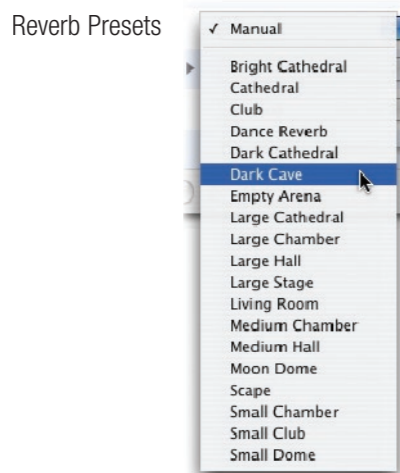 Reverb Presets
✓ Manual
Bright Cathedral
Cathedral
Club
Dance Reverb
Dark Cathedral
Dark Cave
Empty Arena
Large Cathedral
Large Chamber
Large Hall
Large Stage
Living Room
Medium Chamber
Medium Hall
Moon Dome
Scape
Small Chamber
Small Club
Small Dome